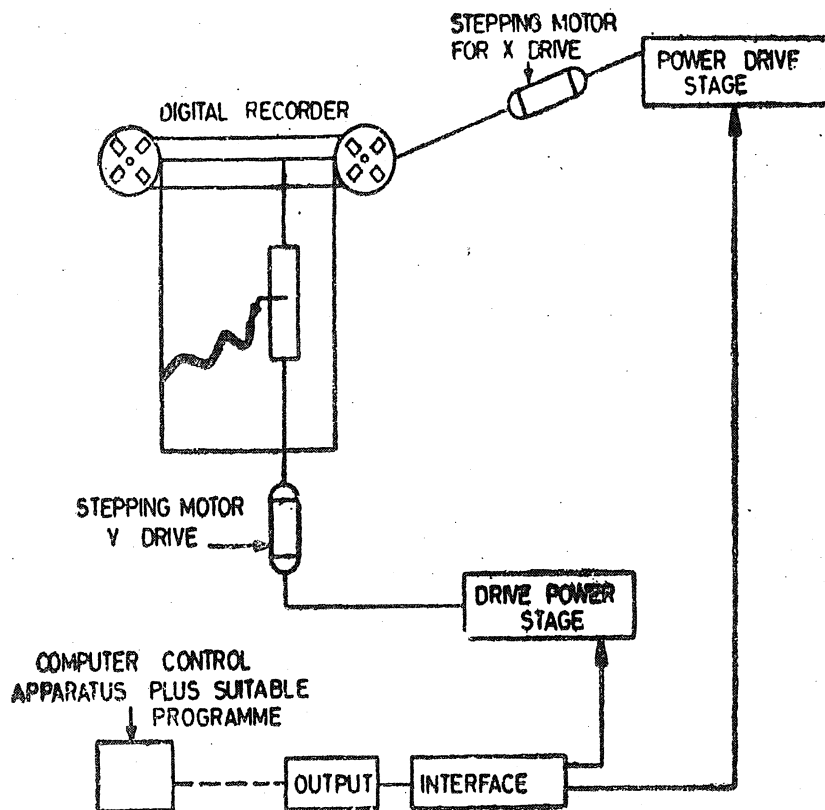 STEPPING MOTOR
FOR X DRIVE
POWER DRIVE
STAGE
DIGITAL RECORDER
STEPPING MOTOR
Y DRIVE
DRIVE POWER
STAGE
COMPUTER CONTROL
APPARATUS PLUS SUITABLE
PROGRAMME
OUTPUT
INTERFACE